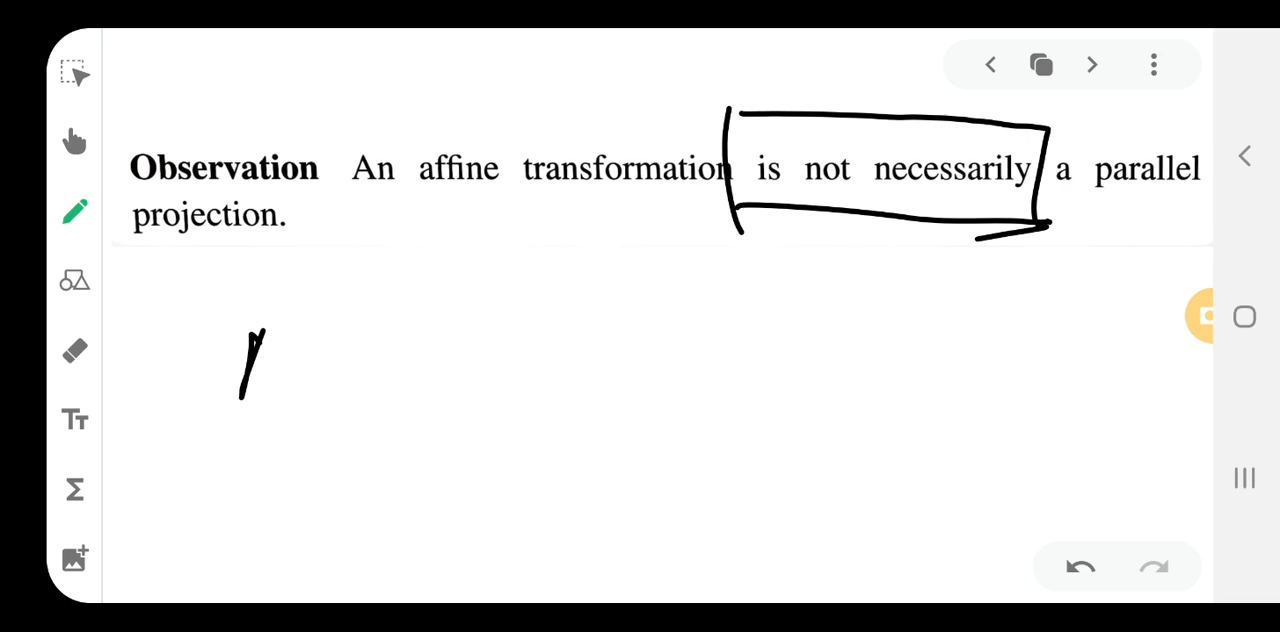 Observation An affine transformation is not necessarily a parallel
projection.